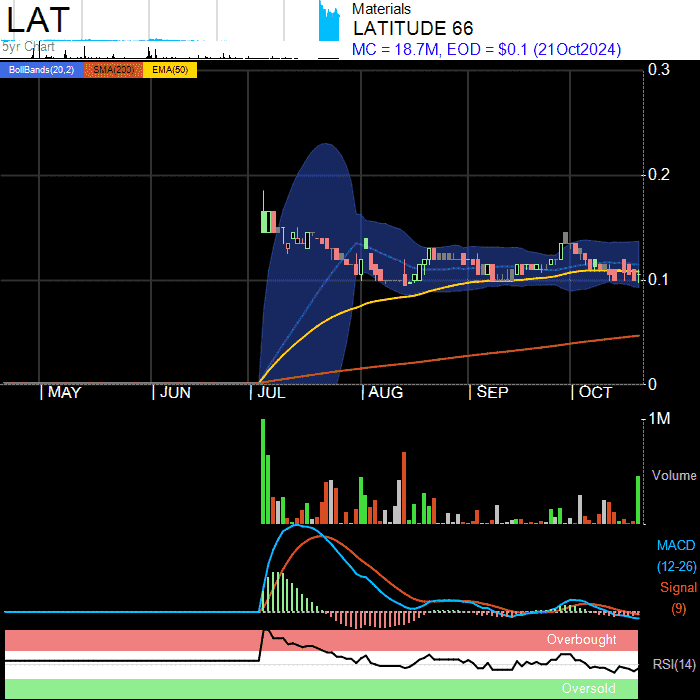 LAT
5yr Chart
Materials
LATITUDE 66
MC = 18.7M, EOD = $0.1 (21Oct2024)
BollBands(20,2) SMA(200) EMA(50)
0.3
0.2
0.1
0
MAY JUN JUL AUG SEP OCT
1M
Volume
MACD
(12-26)
Signal
(9)
Overbought
RSI(14)
Oversold